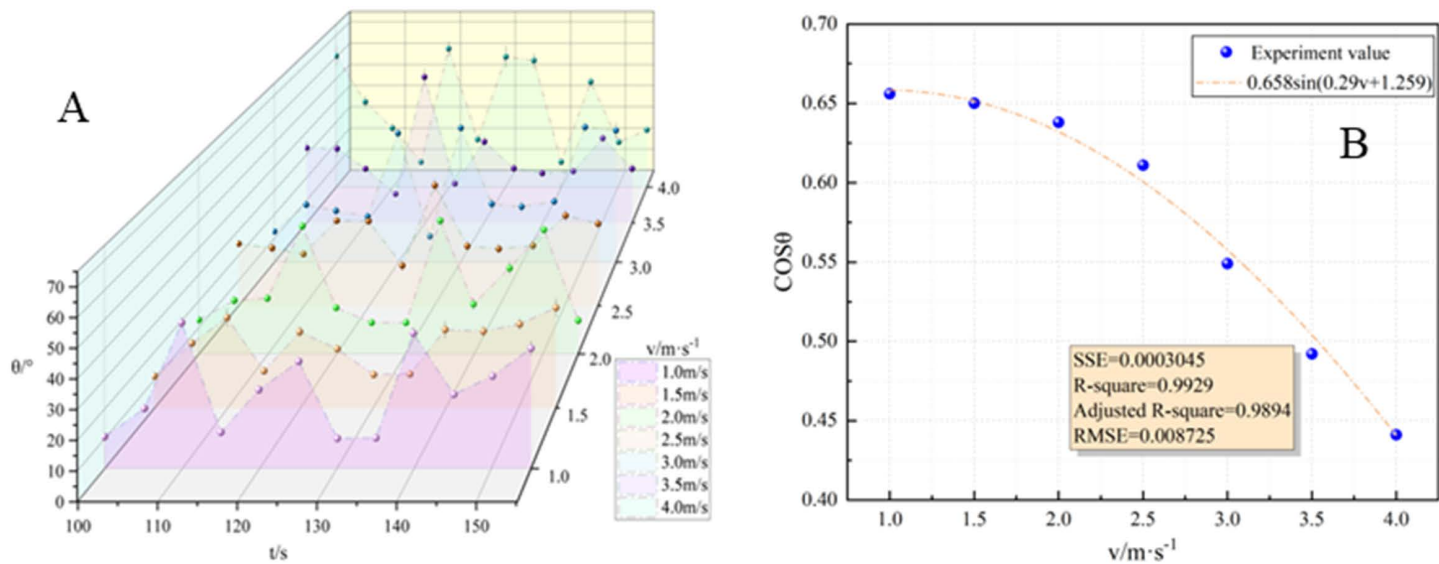 A
70
60
50
40
30
20
10
0
θ/°
100
110
120
130
140
150
t/s
1.0
1.5
2.0
2.5
3.0
3.5
4.0
v/m·s⁻¹
1.0m/s
1.5m/s
2.0m/s
2.5m/s
3.0m/s
3.5m/s
4.0m/s
B
0.70
0.65
0.60
0.55
0.50
0.45
0.40
COSθ
Experiment value
0.658sin(0.29v+1.259)
SSE=0.0003045
R-square=0.9929
Adjusted R-square=0.9894
RMSE=0.008725
1.0
1.5
2.0
2.5
3.0
3.5
4.0
v/m·s⁻¹